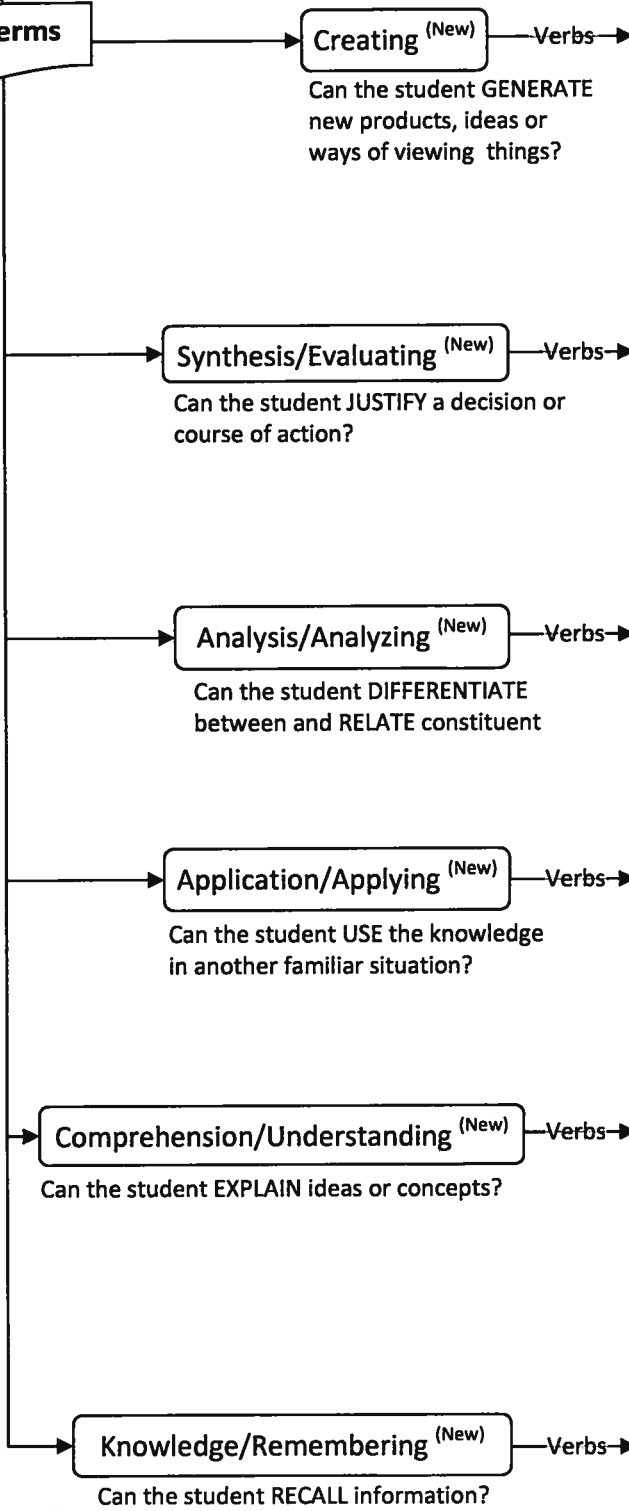 erms
Creating (New)
Verbs
Can the student GENERATE
new products, ideas or
ways of viewing things?
Synthesis/Evaluating (New)
Verbs
Can the student JUSTIFY a decision or
course of action?
Analysis/Analyzing (New)
Verbs
Can the student DIFFERENTIATE
between and RELATE constituent
Application/Applying (New)
Verbs
Can the student USE the knowledge
in another familiar situation?
Comprehension/Understanding (New)
Verbs
Can the student EXPLAIN ideas or concepts?
Knowledge/Remembering (New)
Verbs
Can the student RECALL information?